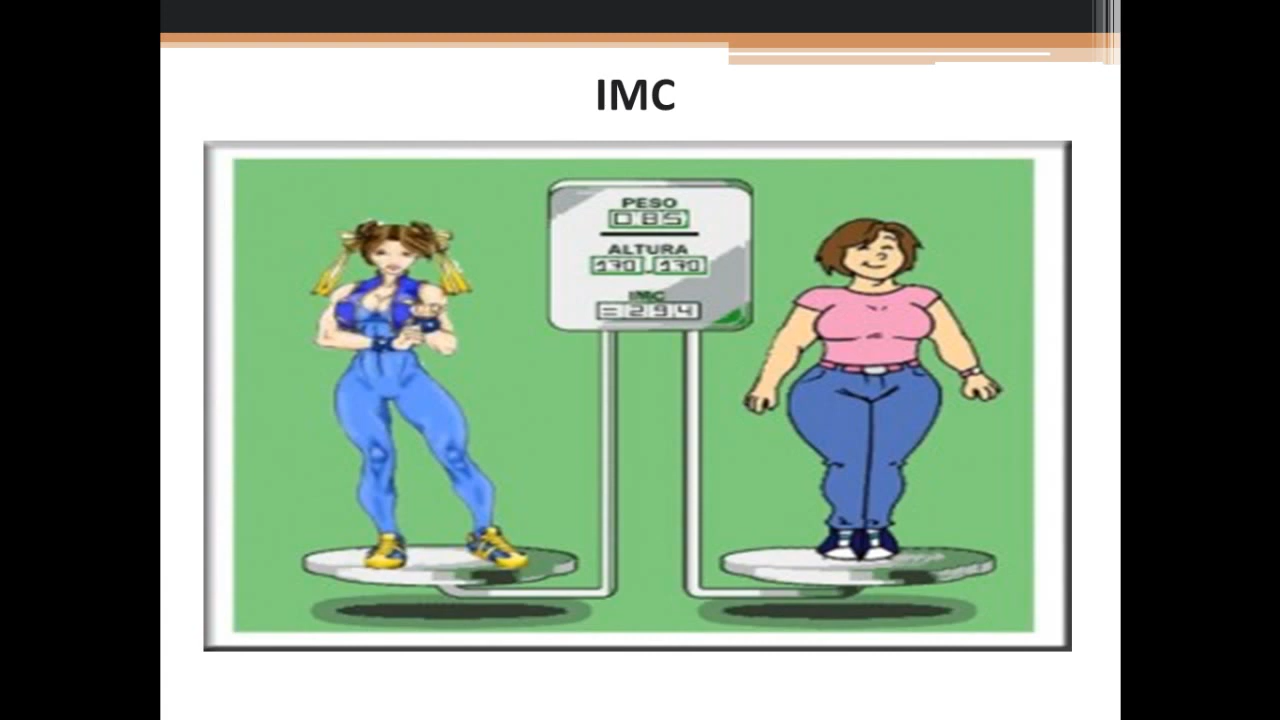 IMC
PESO
085
ALTURA
170 . 170
IMC
= 29.4